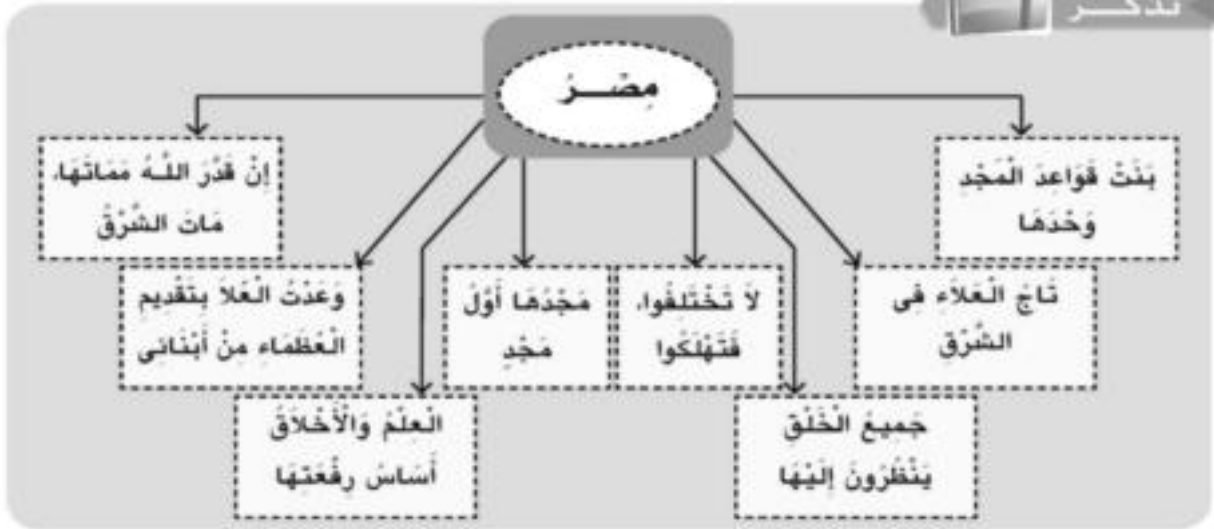 تذكر
مِصْـــرُ
بَنَتْ قَوَاعِدَ الْمَجْدِ
وَحْدَهَا
تَاجُ الْعَلَاءِ فِى
الشَّرْقِ
جَمِيعُ الْخَلْقِ
يَنْظُرُونَ إِلَيْهَا
لَا تَخْتَلِفُوا،
فَتَهْلَكُوا
مَجْدُهَا أَوَّلُ
مَجْدٍ
الْعِلْمُ وَالْأَخْلَاقُ
أَسَاسُ رِفْعَتِهَا
وَعَدْتُ الْعُلَا بِتَقْدِيمِ
الْعُظَمَاءِ مِنْ أَبْنَائِى
إِنْ قَدَّرَ اللَّـهُ مَمَاتَهَا،
مَاتَ الشَّرْقُ